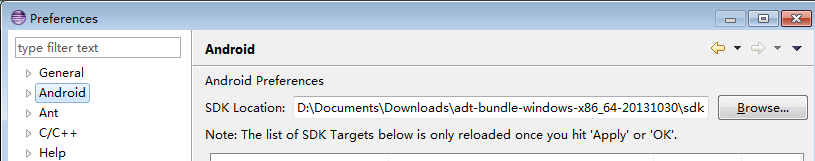 Preferences
type filter text
General
Android
Ant
C/C++
Help
Android
Android Preferences
SDK Location: D:\Documents\Downloads\adt-bundle-windows-x86_64-20131030\sdk Browse...
Note: The list of SDK Targets below is only reloaded once you hit 'Apply' or 'OK'.